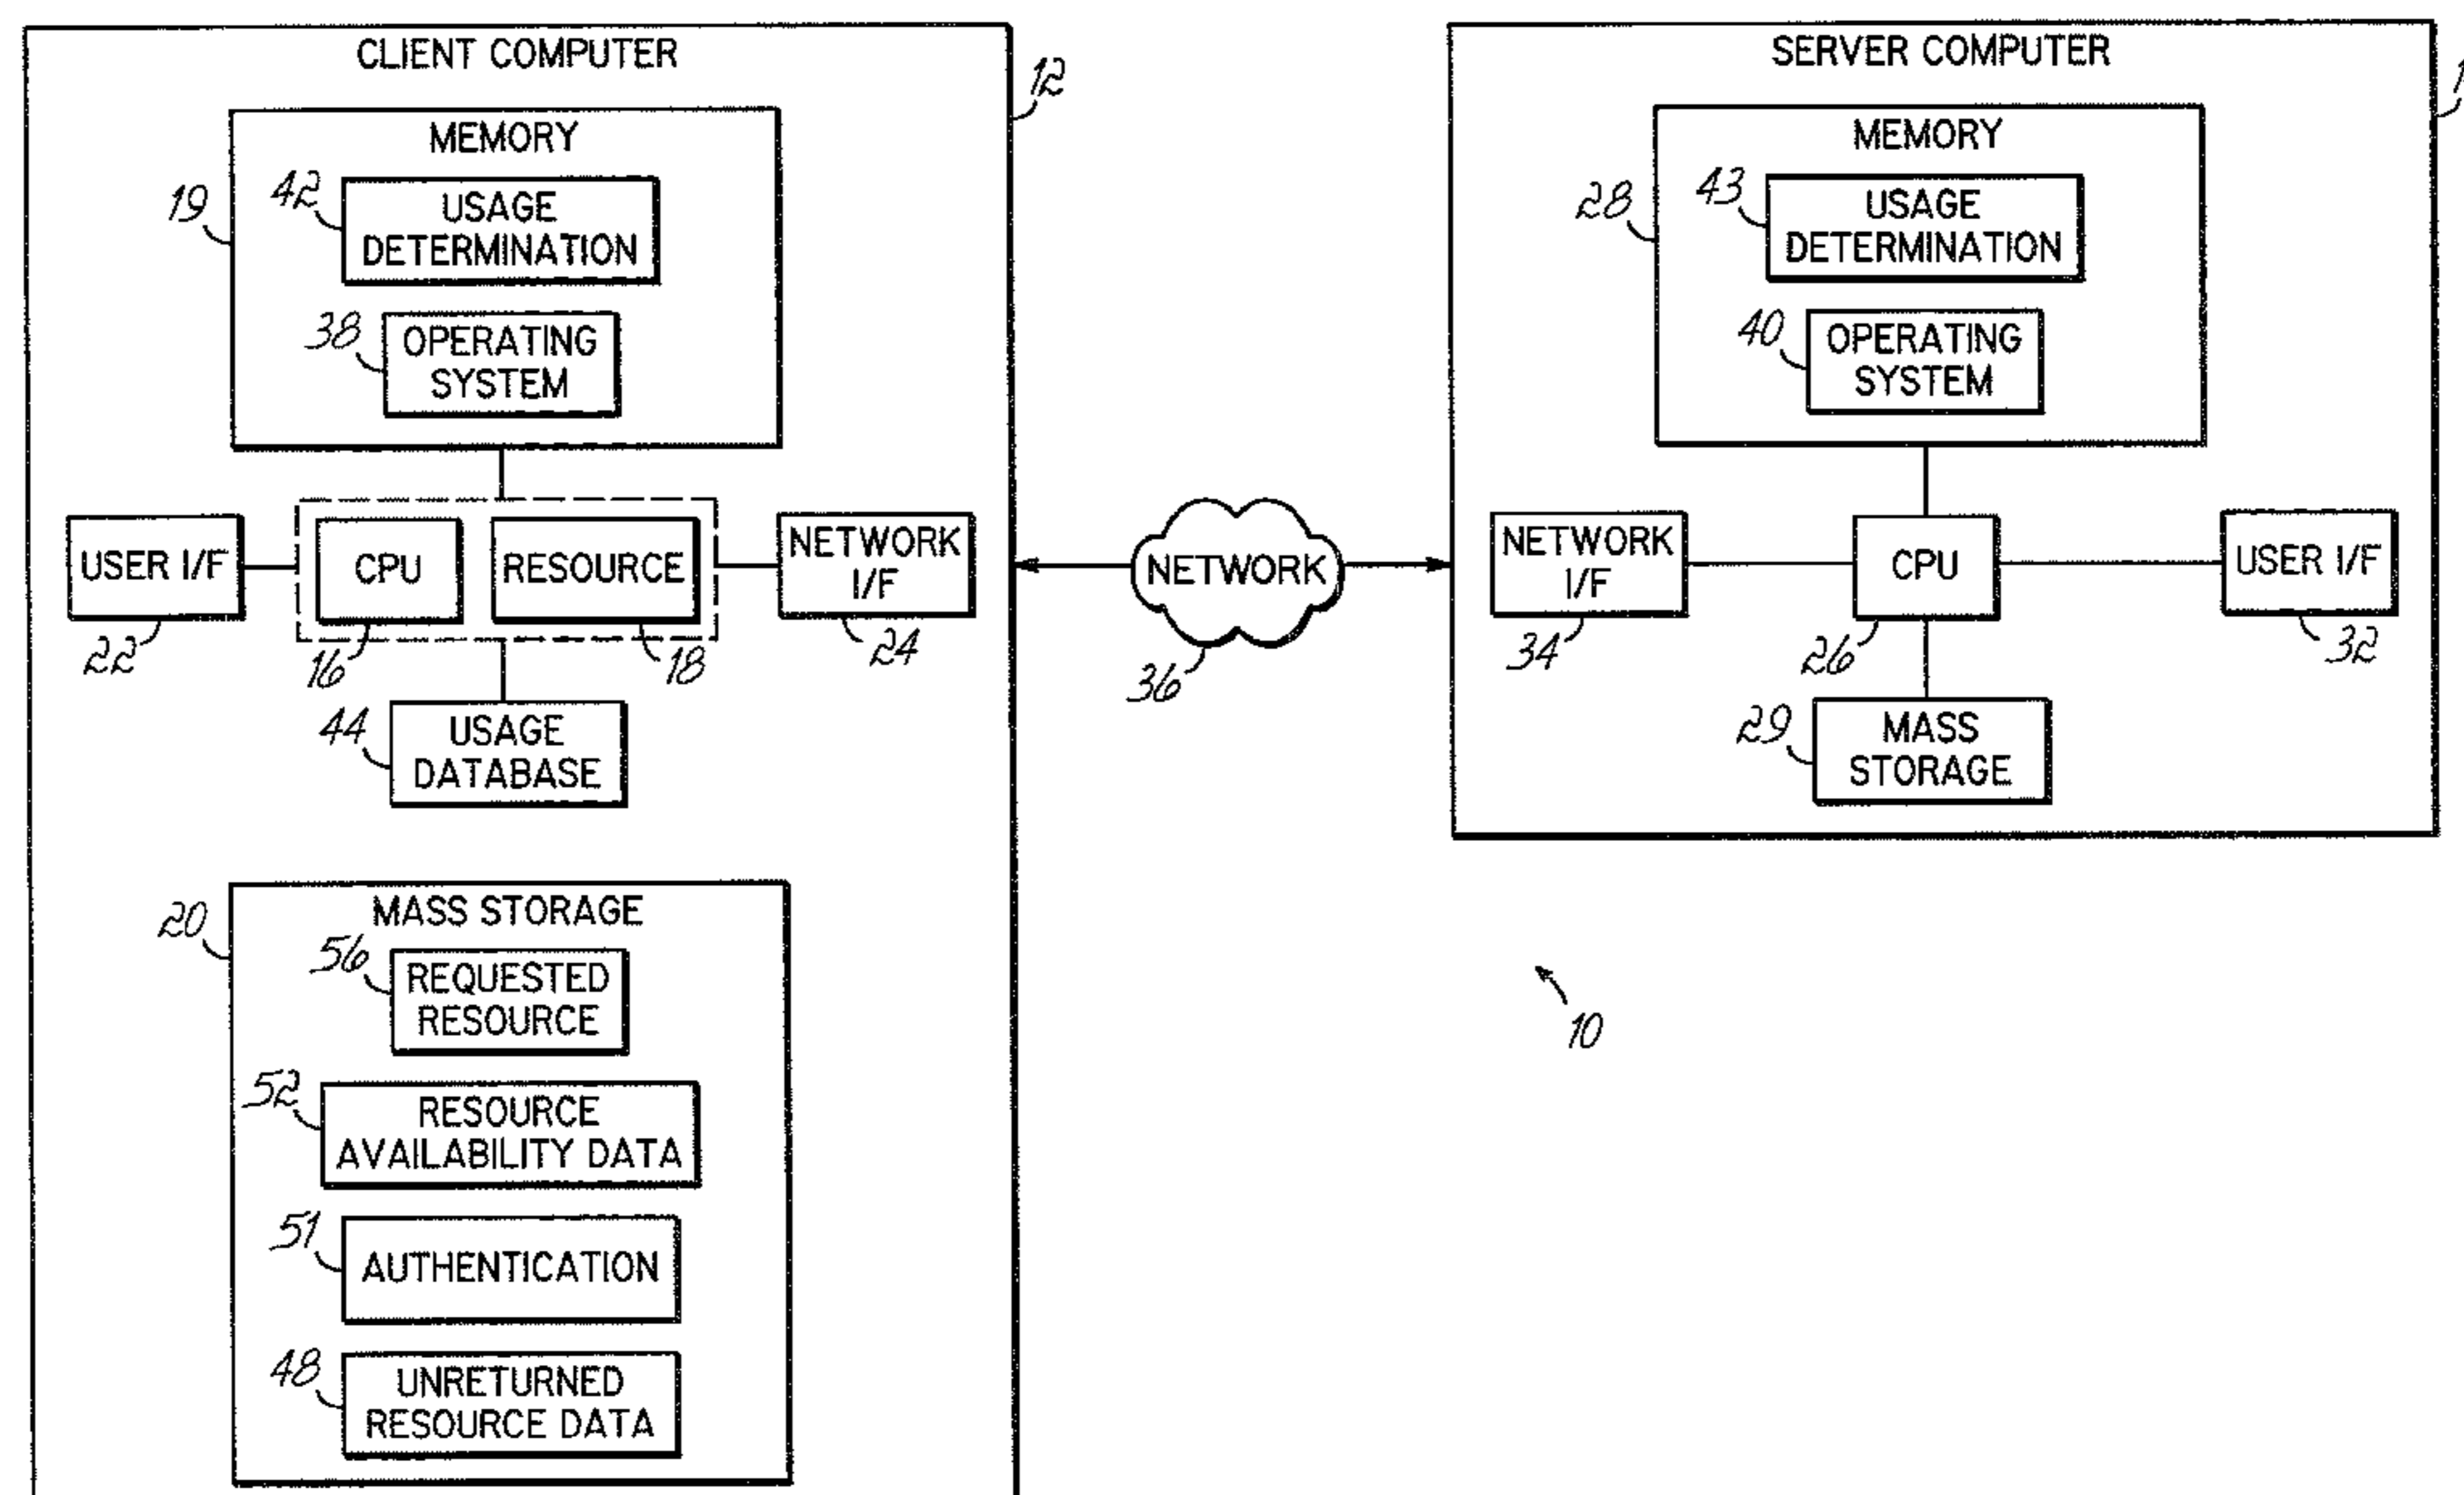 CLIENT COMPUTER
12
MEMORY
19
42
USAGE
DETERMINATION
38
OPERATING
SYSTEM
USER I/F
22
CPU
16
RESOURCE
18
NETWORK
I/F
24
44
USAGE
DATABASE
20
MASS STORAGE
56
REQUESTED
RESOURCE
52
RESOURCE
AVAILABILITY DATA
51
AUTHENTICATION
48
UNRETURNED
RESOURCE DATA
NETWORK
36
SERVER COMPUTER
MEMORY
28
43
USAGE
DETERMINATION
40
OPERATING
SYSTEM
NETWORK
I/F
34
CPU
26
USER I/F
32
29
MASS
STORAGE
10